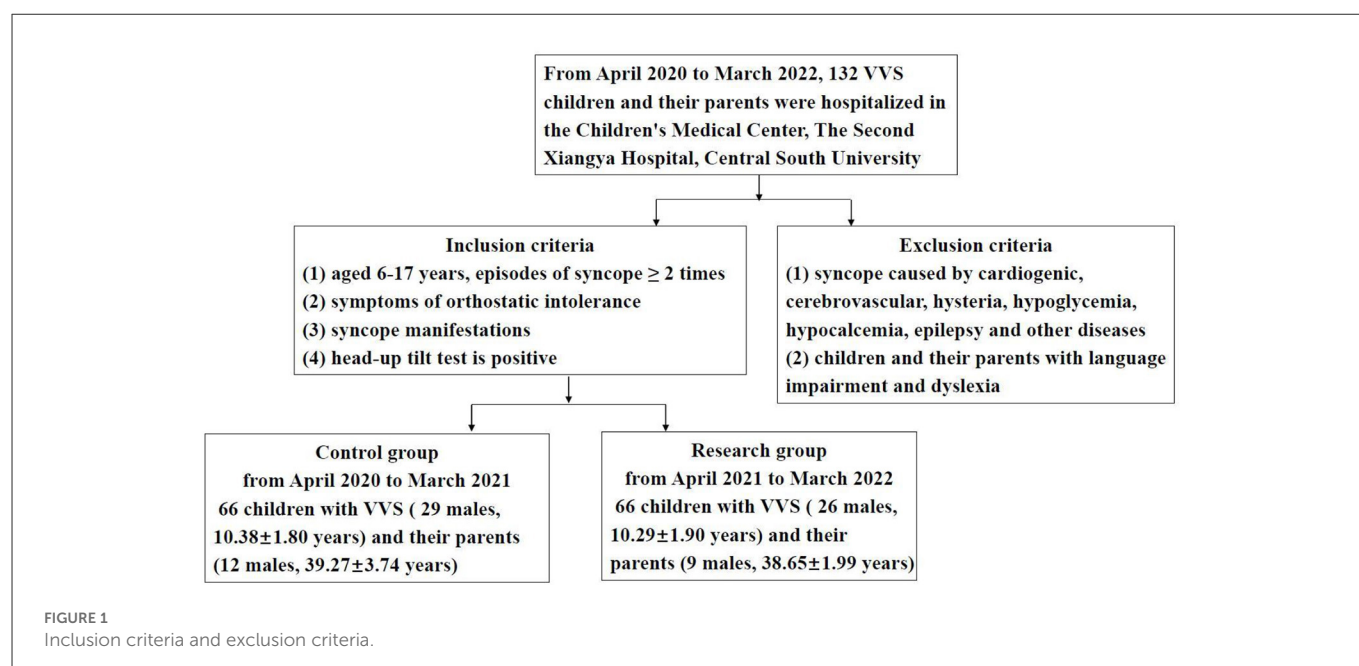 From April 2020 to March 2022, 132 VVS
children and their parents were hospitalized in
the Children's Medical Center, The Second
Xiangya Hospital, Central South University
Inclusion criteria
(1) aged 6-17 years, episodes of syncope ≥ 2 times
(2) symptoms of orthostatic intolerance
(3) syncope manifestations
(4) head-up tilt test is positive
Exclusion criteria
(1) syncope caused by cardiogenic,
cerebrovascular, hysteria, hypoglycemia,
hypocalcemia, epilepsy and other diseases
(2) children and their parents with language
impairment and dyslexia
Control group
from April 2020 to March 2021
66 children with VVS ( 29 males,
10.38±1.80 years) and their parents
(12 males, 39.27±3.74 years)
Research group
from April 2021 to March 2022
66 children with VVS ( 26 males,
10.29±1.90 years) and their
parents (9 males, 38.65±1.99 years)
FIGURE 1
Inclusion criteria and exclusion criteria.